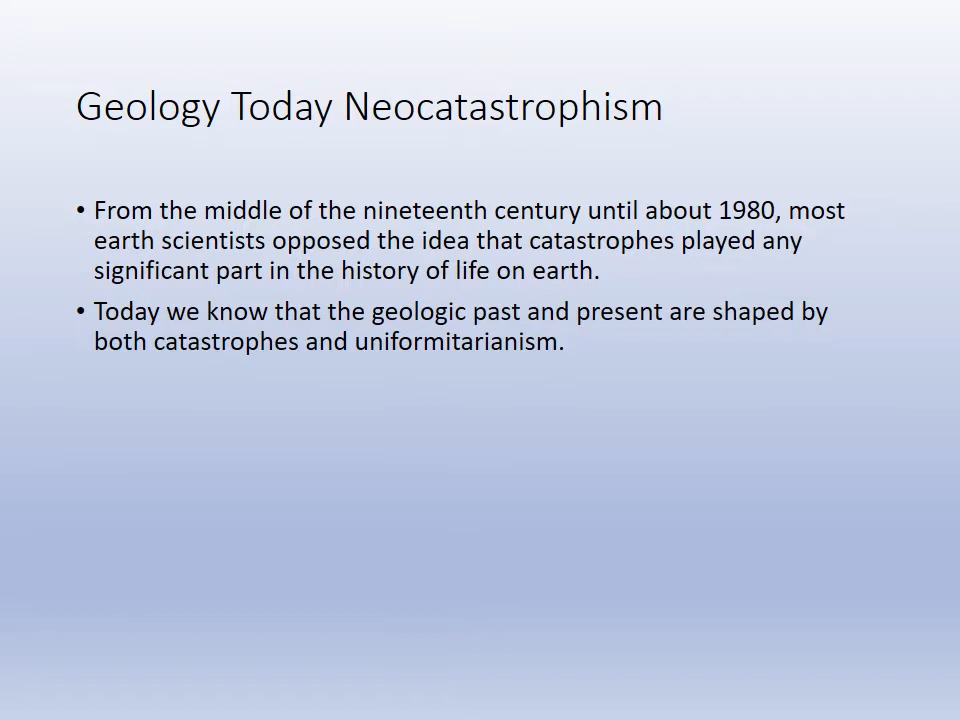 Geology Today Neocatastrophism
• From the middle of the nineteenth century until about 1980, most
earth scientists opposed the idea that catastrophes played any
significant part in the history of life on earth.
• Today we know that the geologic past and present are shaped by
both catastrophes and uniformitarianism.